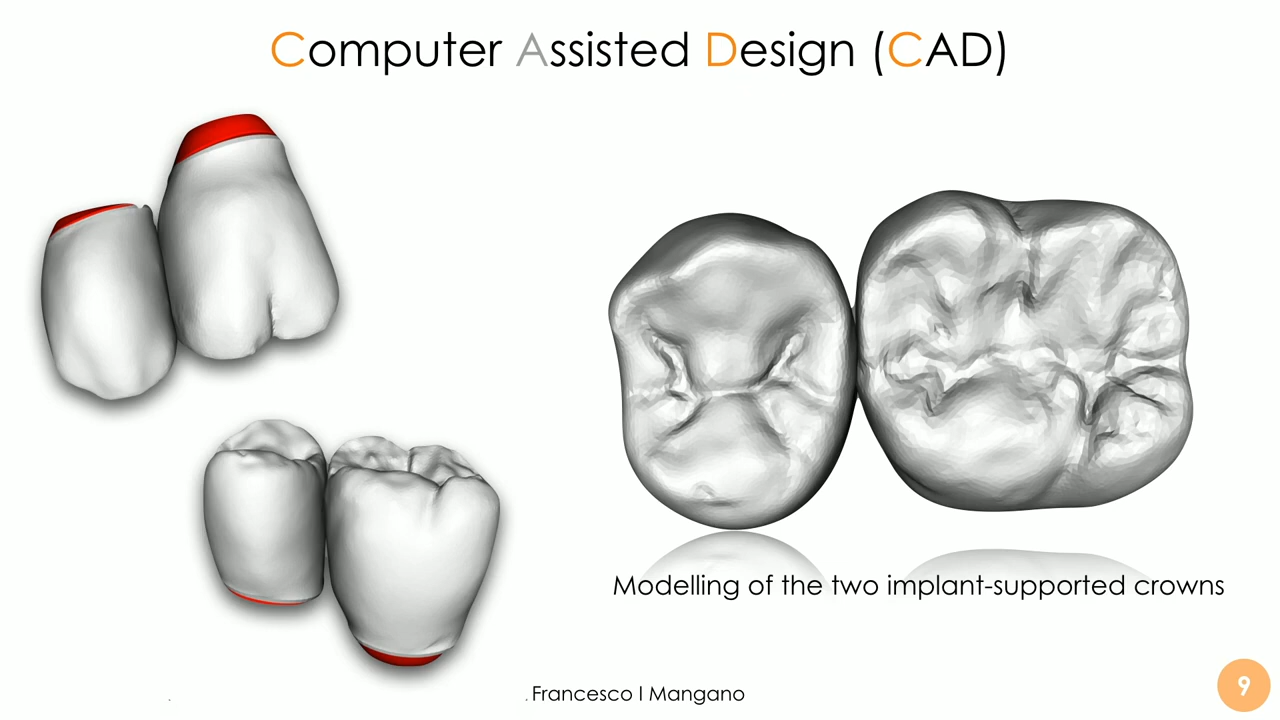 Computer Assisted Design (CAD)
Modelling of the two implant-supported crowns
Francesco I Mangano
9